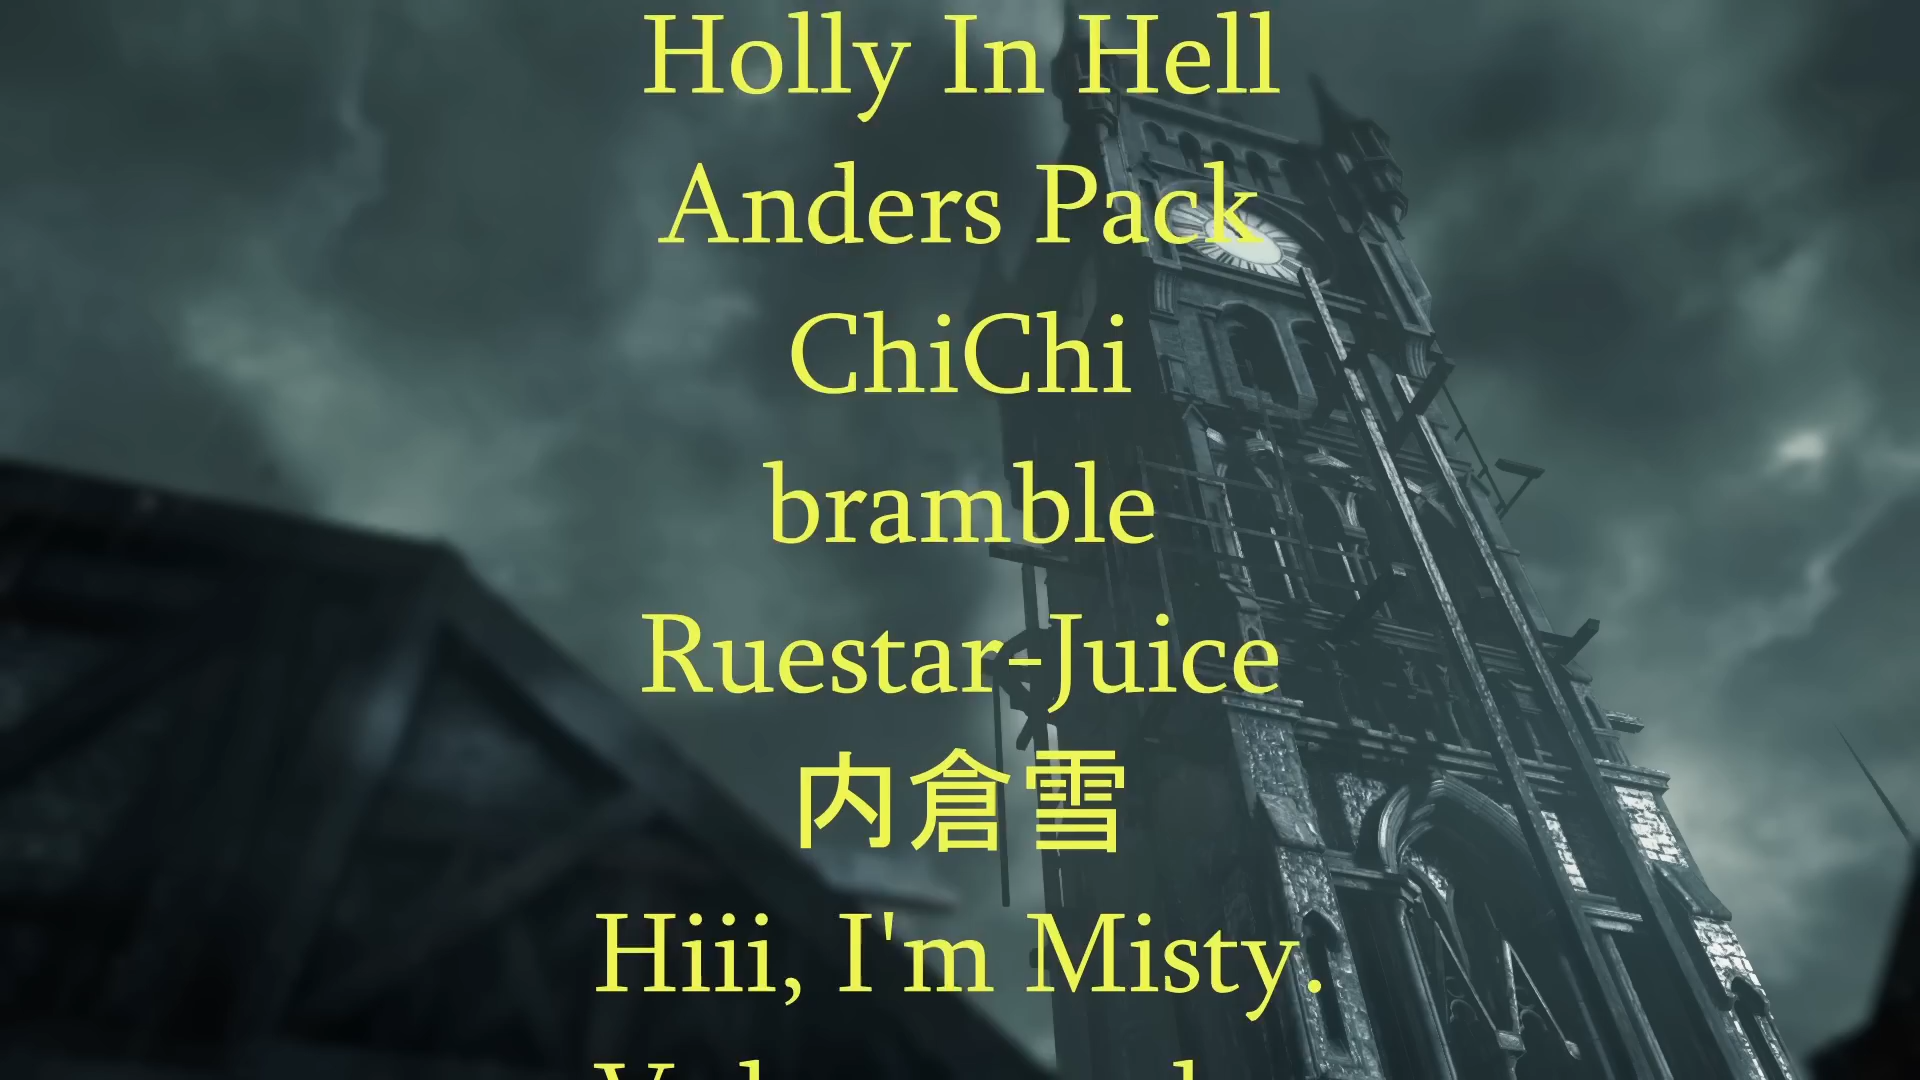 Holly In Hell
Anders Pack
ChiChi
bramble
Ruestar-Juice
内倉雪
Hiii, I'm Misty.